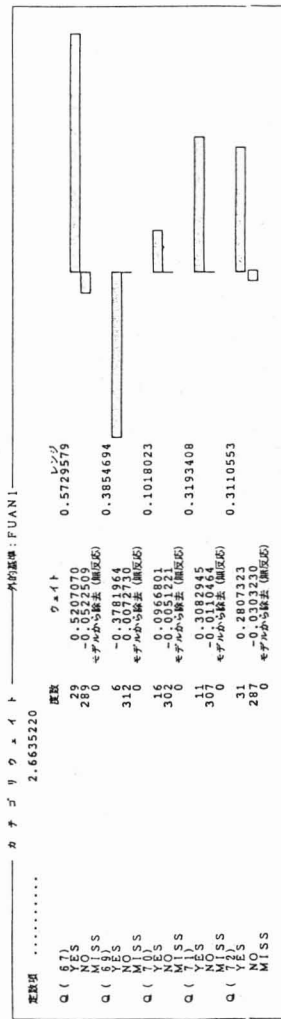 カ テ ゴ リ ウ ェ イ ト 外的基準：FUAN1
定数項 .......... 2.6635220
度数 ウェイト レンジ
Q ( 67) 0.5729579
YES 29 0.5207070
NO 289 -0.0522509
MISS 0 モデルから除去 (無反応)
Q ( 69) 0.3854694
YES 6 -0.3781964
NO 312 0.0072730
MISS 0 モデルから除去 (無反応)
Q ( 70) 0.1018023
YES 16 0.0966801
NO 302 -0.0051221
MISS 0 モデルから除去 (無反応)
Q ( 71) 0.3193408
YES 11 0.3082945
NO 307 -0.0110464
MISS 0 モデルから除去 (無反応)
Q ( 72) 0.3110553
YES 31 0.2807323
NO 287 -0.0303230
MISS 0 モデルから除去 (無反応)